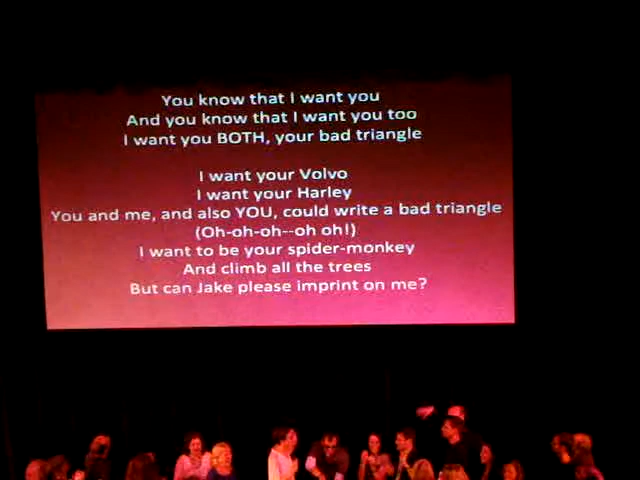 You know that I want you
And you know that I want you too
I want you BOTH, your bad triangle
I want your Volvo
I want your Harley
You and me, and also YOU, could write a bad triangle
(Oh-oh-oh--oh oh!)
I want to be your spider-monkey
And climb all the trees
But can Jake please imprint on me?